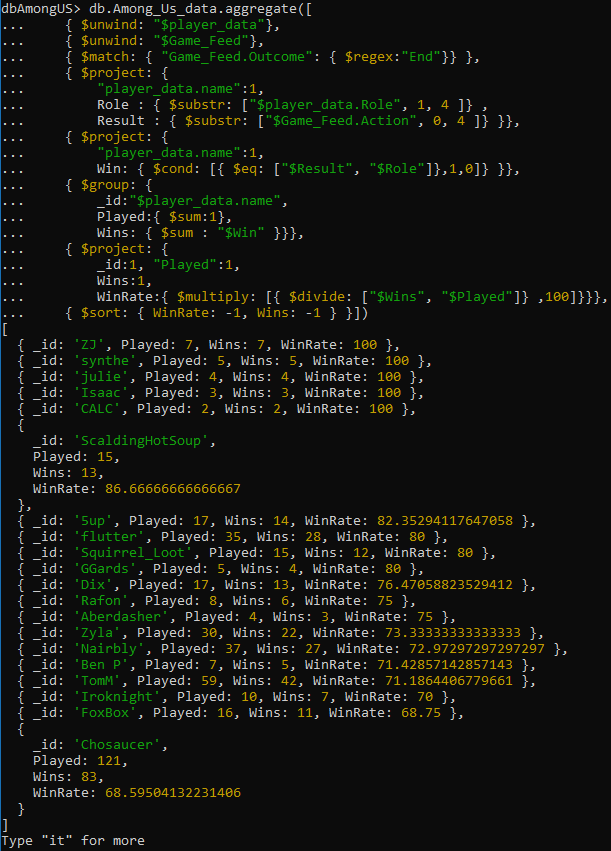 dbAmongUS> db.Among_Us_data.aggregate([
...     { $unwind: "$player_data"},
...     { $unwind: "$Game_Feed"},
...     { $match: { "Game_Feed.Outcome": { $regex:"End"}} },
...     { $project: {
...         "player_data.name":1,
...         Role : { $substr: ["$player_data.Role", 1, 4 ]} ,
...         Result : { $substr: ["$Game_Feed.Action", 0, 4 ]} }},
...     { $project: {
...         "player_data.name":1,
...         Win: { $cond: [{ $eq: ["$Result", "$Role"]},1,0]} }},
...     { $group: {
...         _id:"$player_data.name",
...         Played:{ $sum:1},
...         Wins: { $sum : "$Win" }}},
...     { $project: {
...         _id:1, "Played":1,
...         Wins:1,
...         WinRate:{ $multiply: [{ $divide: ["$Wins", "$Played"]} ,100]}}},
...     { $sort: { WinRate: -1, Wins: -1 } }])
[
  { _id: 'ZJ', Played: 7, Wins: 7, WinRate: 100 },
  { _id: 'synthe', Played: 5, Wins: 5, WinRate: 100 },
  { _id: 'julie', Played: 4, Wins: 4, WinRate: 100 },
  { _id: 'Isaac', Played: 3, Wins: 3, WinRate: 100 },
  { _id: 'CALC', Played: 2, Wins: 2, WinRate: 100 },
  {
    _id: 'ScaldingHotSoup',
    Played: 15,
    Wins: 13,
    WinRate: 86.66666666666667
  },
  { _id: '5up', Played: 17, Wins: 14, WinRate: 82.35294117647058 },
  { _id: 'flutter', Played: 35, Wins: 28, WinRate: 80 },
  { _id: 'Squirrel_Loot', Played: 15, Wins: 12, WinRate: 80 },
  { _id: 'GGards', Played: 5, Wins: 4, WinRate: 80 },
  { _id: 'Dix', Played: 17, Wins: 13, WinRate: 76.47058823529412 },
  { _id: 'Rafon', Played: 8, Wins: 6, WinRate: 75 },
  { _id: 'Aberdasher', Played: 4, Wins: 3, WinRate: 75 },
  { _id: 'Zyla', Played: 30, Wins: 22, WinRate: 73.33333333333333 },
  { _id: 'Nairbly', Played: 37, Wins: 27, WinRate: 72.97297297297297 },
  { _id: 'Ben P', Played: 7, Wins: 5, WinRate: 71.42857142857143 },
  { _id: 'TomM', Played: 59, Wins: 42, WinRate: 71.1864406779661 },
  { _id: 'Iroknight', Played: 10, Wins: 7, WinRate: 70 },
  { _id: 'FoxBox', Played: 16, Wins: 11, WinRate: 68.75 },
  {
    _id: 'Chosaucer',
    Played: 121,
    Wins: 83,
    WinRate: 68.59504132231406
  }
]
Type "it" for more